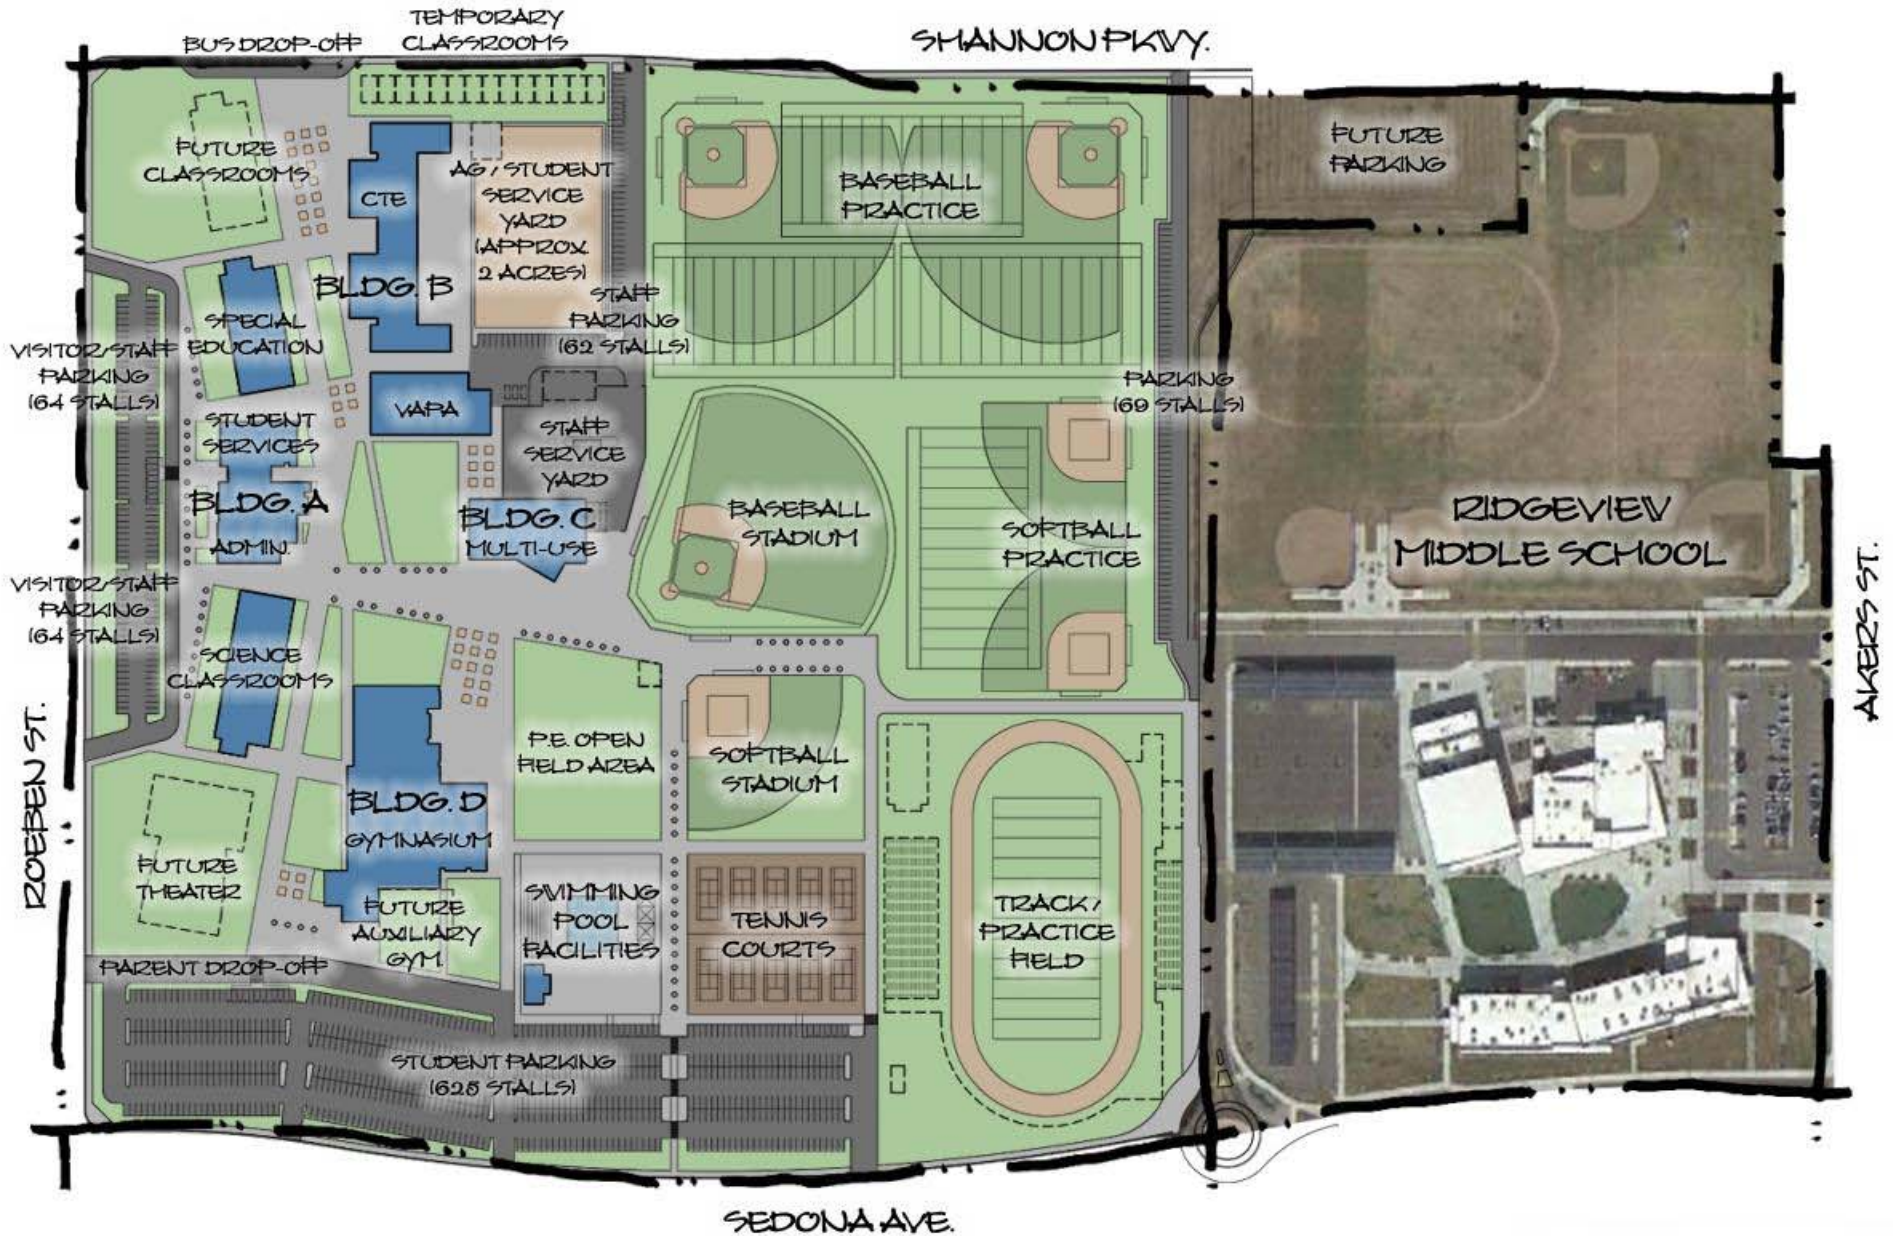 TEMPORARY
CLASSROOMS
BUS DROP-OFF
SHANNON PKWY.
FUTURE
CLASSROOMS
CTE
BLDG. B
AG / STUDENT
SERVICE
YARD
(APPROX
2 ACRES)
BASEBALL
PRACTICE
FUTURE
PARKING
SPECIAL
EDUCATION
STAFF
PARKING
(62 STALLS)
VISITOR/STAFF
PARKING
(64 STALLS)
PARKING
(69 STALLS)
VAPA
STUDENT
SERVICES
BLDG. A
ADMIN.
STAFF
SERVICE
YARD
BLDG. C
MULTI-USE
BASEBALL
STADIUM
SOFTBALL
PRACTICE
RIDGEVIEW
MIDDLE SCHOOL
AKERS ST.
VISITOR/STAFF
PARKING
(64 STALLS)
SCIENCE
CLASSROOMS
ROEBEN ST.
P.E. OPEN
FIELD AREA
SOFTBALL
STADIUM
BLDG. D
GYMNASIUM
FUTURE
THEATER
FUTURE
AUXILIARY
GYM
SWIMMING
POOL
FACILITIES
TENNIS
COURTS
TRACK /
PRACTICE
FIELD
PARENT DROP-OFF
STUDENT PARKING
(628 STALLS)
SEDONA AVE.